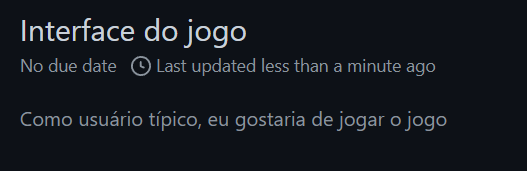 Interface do jogo
No due date Last updated less than a minute ago
Como usuário típico, eu gostaria de jogar o jogo